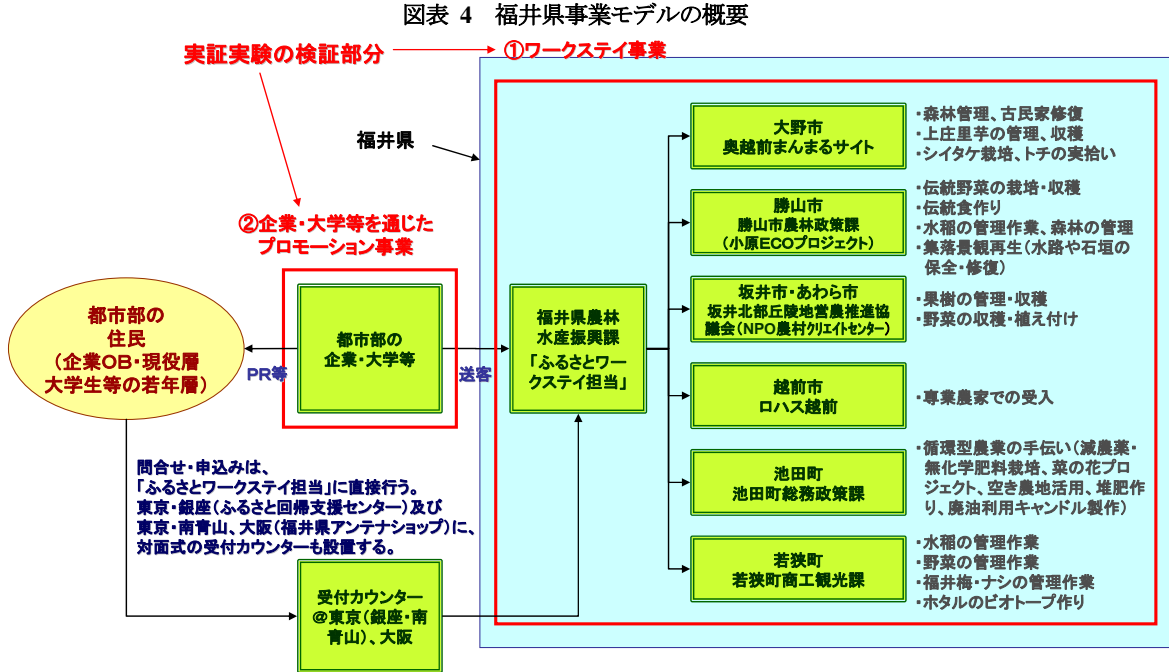 図表 4 福井県事業モデルの概要
実証実験の検証部分
①ワークステイ事業
福井県
②企業・大学等を通じた
プロモーション事業
都市部の
住民
(企業OB・現役層
大学生等の若年層)
PR等
都市部の
企業・大学等
送客
福井県農林
水産振興課
「ふるさとワー
クステイ担当」
問合せ・申込みは、
「ふるさとワークステイ担当」に直接行う。
東京・銀座(ふるさと回帰支援センター)及び
東京・南青山、大阪(福井県アンテナショップ)に、
対面式の受付カウンターも設置する。
受付カウンター
@東京(銀座・南
青山)、大阪
大野市
奥越前まんまるサイト
・森林管理、古民家修復
・上庄里芋の管理、収穫
・シイタケ栽培、トチの実拾い
勝山市
勝山市農林政策課
(小原ECOプロジェクト)
・伝統野菜の栽培・収穫
・伝統食作り
・水稲の管理作業、森林の管理
・集落景観再生(水路や石垣の
保全・修復)
坂井市・あわら市
坂井北部丘陵地営農推進協
議会(NPO農村クリエイトセンター)
・果樹の管理・収穫
・野菜の収穫・植え付け
越前市
ロハス越前
・専業農家での受入
池田町
池田町総務政策課
・循環型農業の手伝い(減農薬・
無化学肥料栽培、菜の花プロ
ジェクト、空き農地活用、堆肥作
り、廃油利用キャンドル製作)
若狭町
若狭町商工観光課
・水稲の管理作業
・野菜の管理作業
・福井梅・ナシの管理作業
・ホタルのビオトープ作り